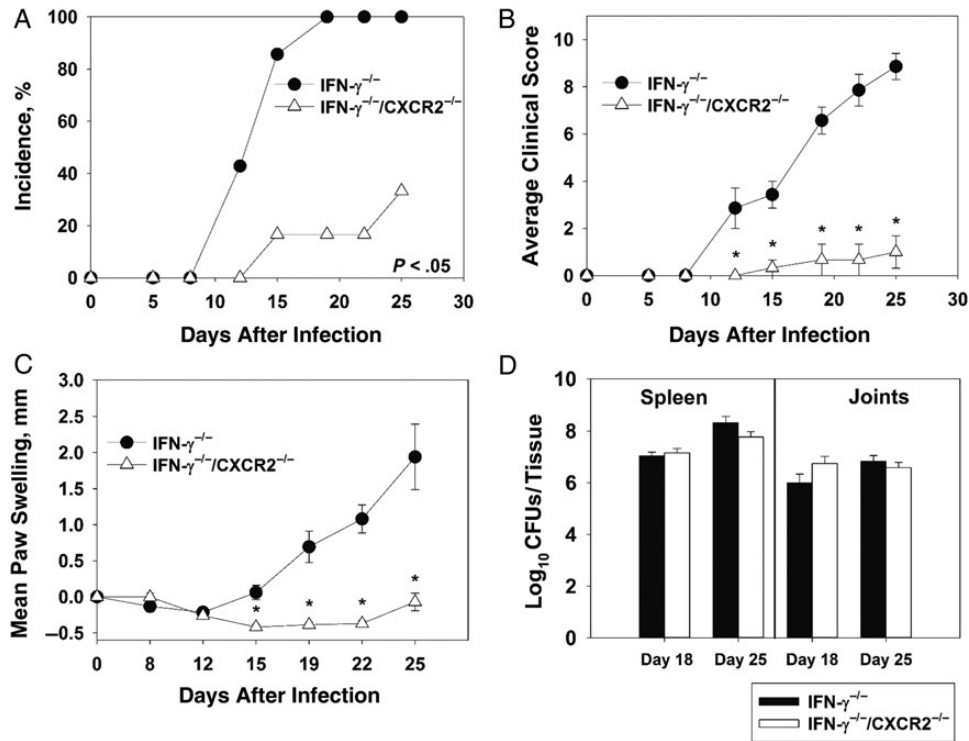 A
Incidence, %
100
80
60
40
20
0
IFN-γ−/−
IFN-γ−/−/CXCR2−/−
P < .05
0 5 10 15 20 25 30
Days After Infection
B
Average Clinical Score
10
8
6
4
2
0
IFN-γ−/−
IFN-γ−/−/CXCR2−/−
* * * * *
0 5 10 15 20 25 30
Days After Infection
C
Mean Paw Swelling, mm
3.0
2.5
2.0
1.5
1.0
0.5
0.0
−0.5
IFN-γ−/−
IFN-γ−/−/CXCR2−/−
* * * *
0 8 12 15 19 22 25
Days After Infection
D
Log10 CFUs/Tissue
10
8
6
4
2
0
Spleen Joints
Day 18 Day 25 Day 18 Day 25
IFN-γ−/−
IFN-γ−/−/CXCR2−/−